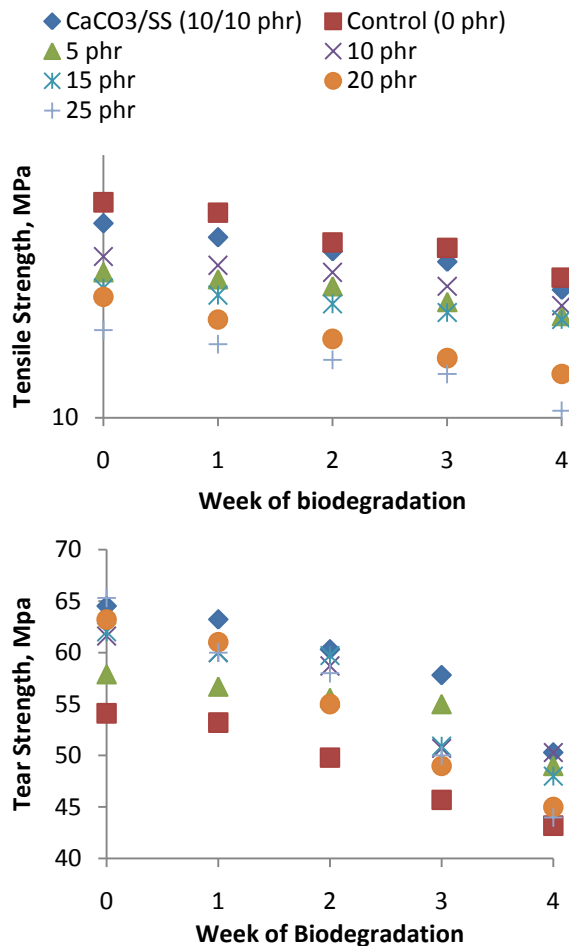 CaCO3/SS (10/10 phr) Control (0 phr)
5 phr 10 phr
15 phr 20 phr
25 phr
Tensile Strength, MPa
10
0 1 2 3 4
Week of biodegradation
Tear Strength, Mpa
70
65
60
55
50
45
40
0 1 2 3 4
Week of Biodegradation